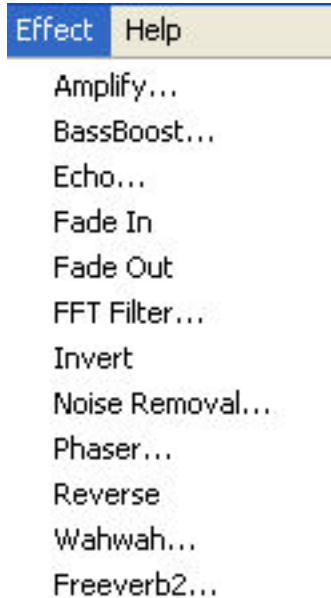 Effect Help
Amplify...
BassBoost...
Echo...
Fade In
Fade Out
FFT Filter...
Invert
Noise Removal...
Phaser...
Reverse
Wahwah...
Freeverb2...